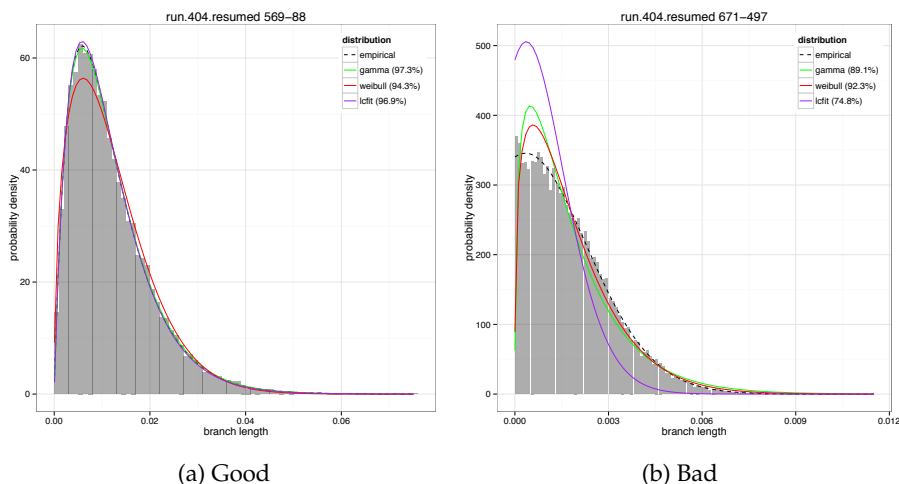 run.404.resumed 569−88
distribution
empirical
gamma (97.3%)
weibull (94.3%)
lcfit (96.9%)
60
40
20
0
probability density
0.00
0.02
0.04
0.06
branch length
(a) Good
run.404.resumed 671−497
distribution
empirical
gamma (89.1%)
weibull (92.3%)
lcfit (74.8%)
500
400
300
200
100
0
probability density
0.000
0.003
0.006
0.009
0.012
branch length
(b) Bad